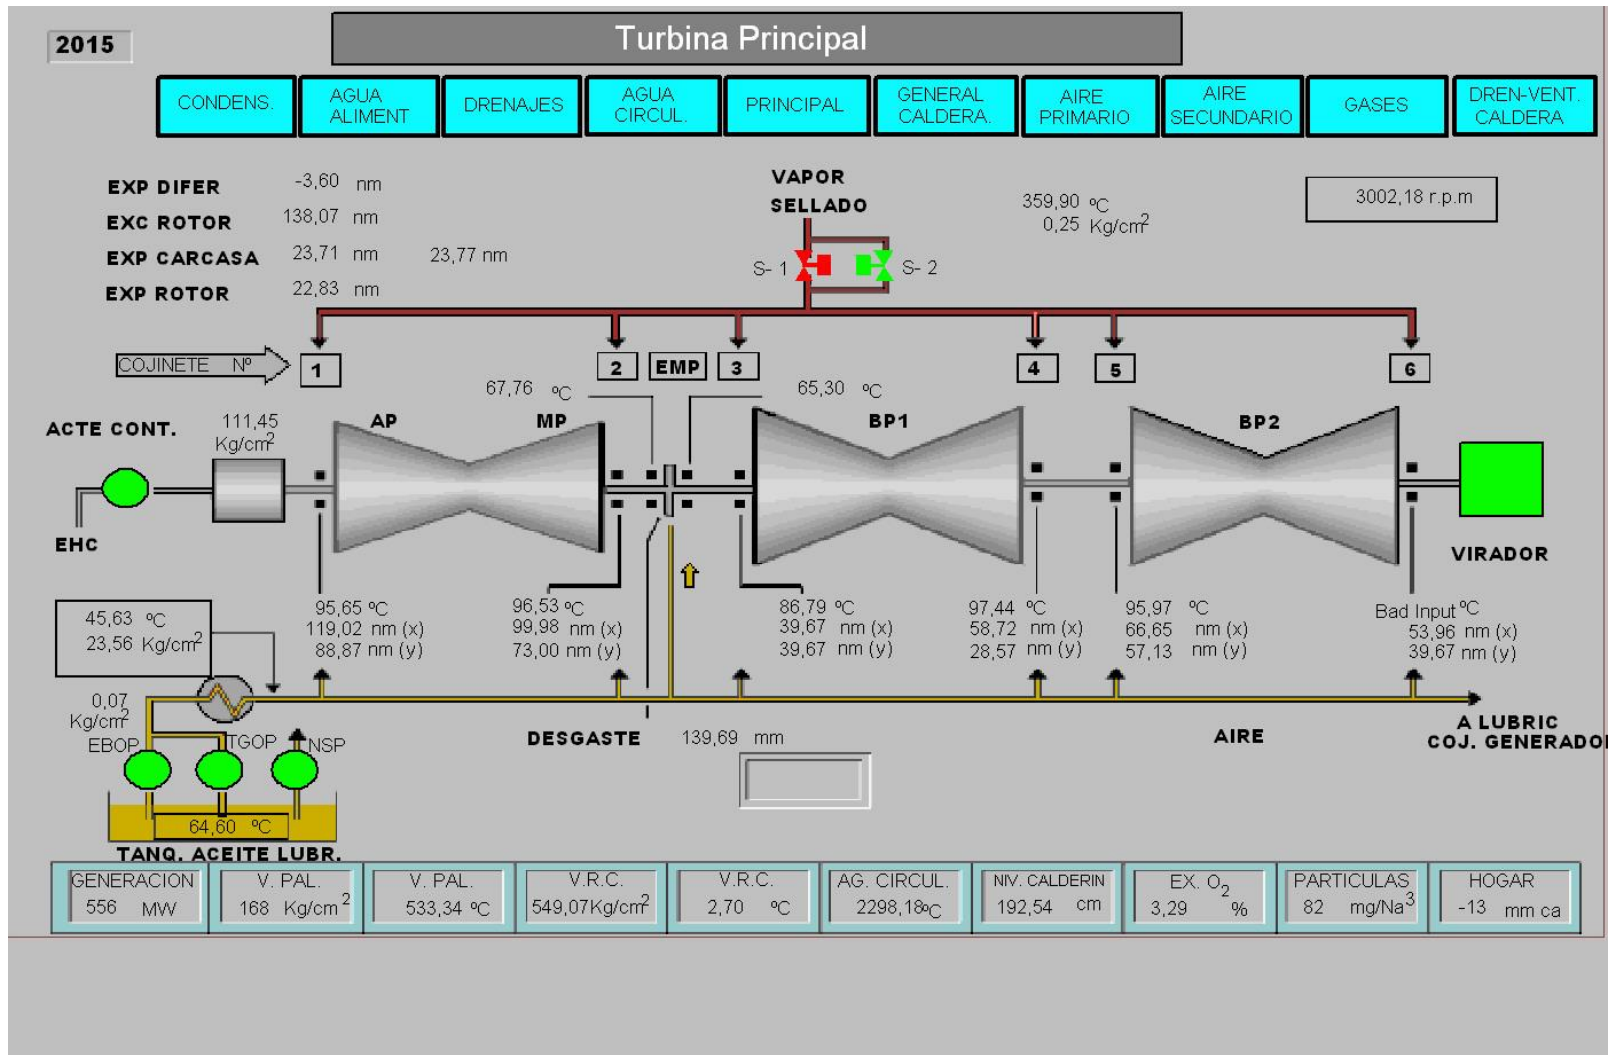 2015
Turbina Principal
CONDENS.
AGUA
ALIMENT
DRENAJES
AGUA
CIRCUL.
PRINCIPAL
GENERAL
CALDERA.
AIRE
PRIMARIO
AIRE
SECUNDARIO
GASES
DREN-VENT.
CALDERA
EXP DIFER -3,60 nm
EXC ROTOR 138,07 nm
EXP CARCASA 23,71 nm 23,77 nm
EXP ROTOR 22,83 nm
VAPOR
SELLADO
359,90 ºC
0,25 Kg/cm2
3002,18 r.p.m
S- 1
S- 2
COJINETE Nº
1
2
EMP
3
4
5
6
67,76 ºC
65,30 ºC
ACTE CONT.
111,45
Kg/cm2
AP
MP
BP1
BP2
EHC
VIRADOR
45,63 ºC
23,56 Kg/cm2
95,65 ºC
119,02 nm (x)
88,87 nm (y)
96,53 ºC
99,98 nm (x)
73,00 nm (y)
86,79 ºC
39,67 nm (x)
39,67 nm (y)
97,44 ºC
58,72 nm (x)
28,57 nm (y)
95,97 ºC
66,65 nm (x)
57,13 nm (y)
Bad Input ºC
53,96 nm (x)
39,67 nm (y)
0,07
Kg/cm2
EBOP
TGOP
NSP
DESGASTE 139,69 mm
AIRE
A LUBRIC
COJ. GENERADO
64,60 ºC
TANQ. ACEITE LUBR.
GENERACION
556 MW
V. PAL.
168 Kg/cm2
V. PAL.
533,34 ºC
V.R.C.
549,07Kg/cm2
V.R.C.
2,70 ºC
AG. CIRCUL.
2298,18ºC
NIV. CALDERIN
192,54 cm
EX. O2
3,29 %
PARTICULAS
82 mg/Na3
HOGAR
-13 mm ca